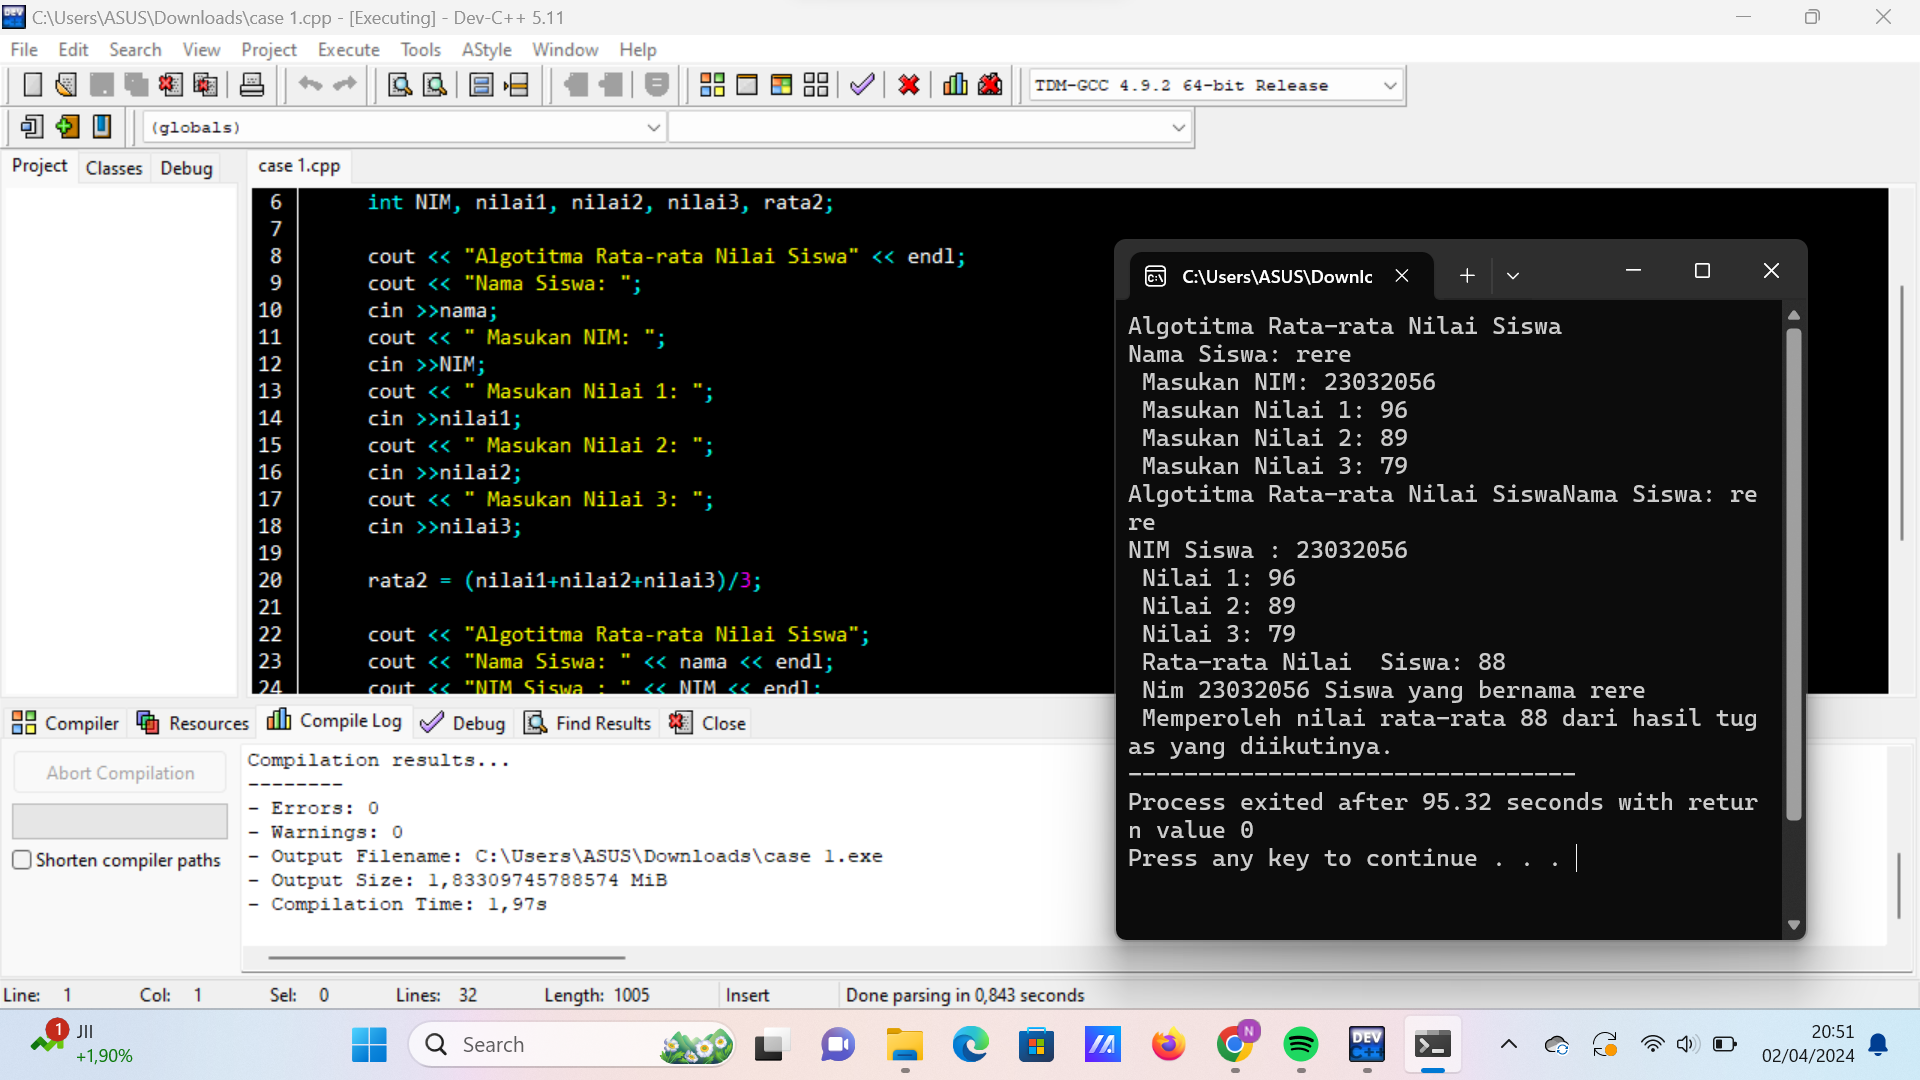 C:\Users\ASUS\Downloads\case 1.cpp - [Executing] - Dev-C++ 5.11
File Edit Search View Project Execute Tools AStyle Window Help
TDM-GCC 4.9.2 64-bit Release
(globals)
Project Classes Debug
case 1.cpp
6 int NIM, nilai1, nilai2, nilai3, rata2;
7
8 cout << "Algotitma Rata-rata Nilai Siswa" << endl;
9 cout << "Nama Siswa: ";
10 cin >>nama;
11 cout << " Masukan NIM: ";
12 cin >>NIM;
13 cout << " Masukan Nilai 1: ";
14 cin >>nilai1;
15 cout << " Masukan Nilai 2: ";
16 cin >>nilai2;
17 cout << " Masukan Nilai 3: ";
18 cin >>nilai3;
19
20 rata2 = (nilai1+nilai2+nilai3)/3;
21
22 cout << "Algotitma Rata-rata Nilai Siswa";
23 cout << "Nama Siswa: " << nama << endl;
24 cout << "NIM Siswa : " << NIM << endl;
C:\Users\ASUS\Downlc
Algotitma Rata-rata Nilai Siswa
Nama Siswa: rere
Masukan NIM: 23032056
Masukan Nilai 1: 96
Masukan Nilai 2: 89
Masukan Nilai 3: 79
Algotitma Rata-rata Nilai SiswaNama Siswa: re
re
NIM Siswa : 23032056
Nilai 1: 96
Nilai 2: 89
Nilai 3: 79
Rata-rata Nilai  Siswa: 88
Nim 23032056 Siswa yang bernama rere
Memperoleh nilai rata-rata 88 dari hasil tug
as yang diikutinya.
--------------------------------
Process exited after 95.32 seconds with retur
n value 0
Press any key to continue . . .
Compiler Resources Compile Log Debug Find Results Close
Abort Compilation
Shorten compiler paths
Compilation results...
--------
- Errors: 0
- Warnings: 0
- Output Filename: C:\Users\ASUS\Downloads\case 1.exe
- Output Size: 1,83309745788574 MiB
- Compilation Time: 1,97s
Line: 1 Col: 1 Sel: 0 Lines: 32 Length: 1005 Insert Done parsing in 0,843 seconds
1
JII
+1,90%
Search
N
DEV
C++
20:51
02/04/2024